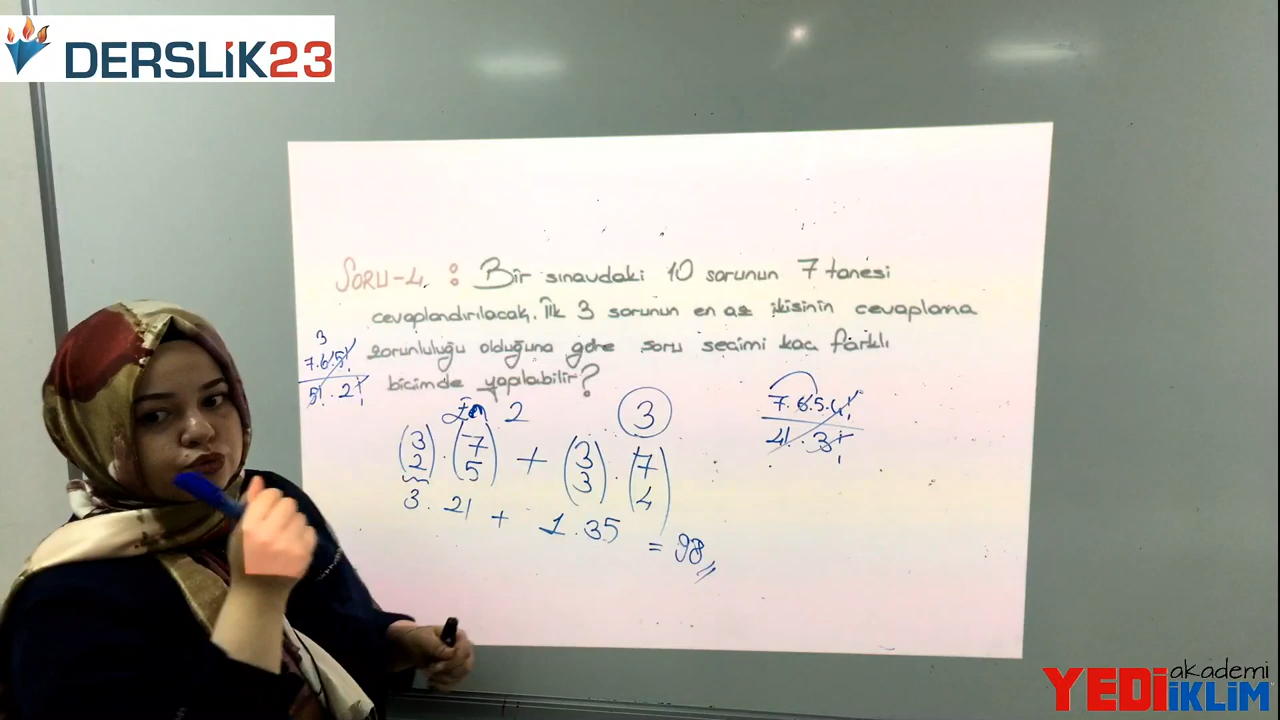 DERSLİK23
SORU-4 : Bir sınavdaki 10 sorunun 7 tanesi
cevaplandırılacak. İlk 3 sorunun en az ikisinin cevaplama
zorunluluğu olduğuna göre soru seçimi kaç farklı
biçimde yapılabilir?
3
7.6.5!
5! . 2!
2
3
7.6.5.4!
4! . 3!
(3 2) . (7 5) + (3 3) . (7 4)
3 . 21 + 1.35 = 98
YEDİ İKLİM akademi